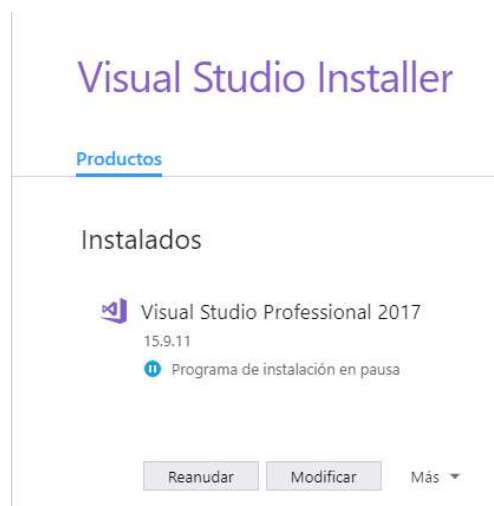 Visual Studio Installer
Productos
Instalados
Visual Studio Professional 2017
15.9.11
Programa de instalación en pausa
Reanudar Modificar Más